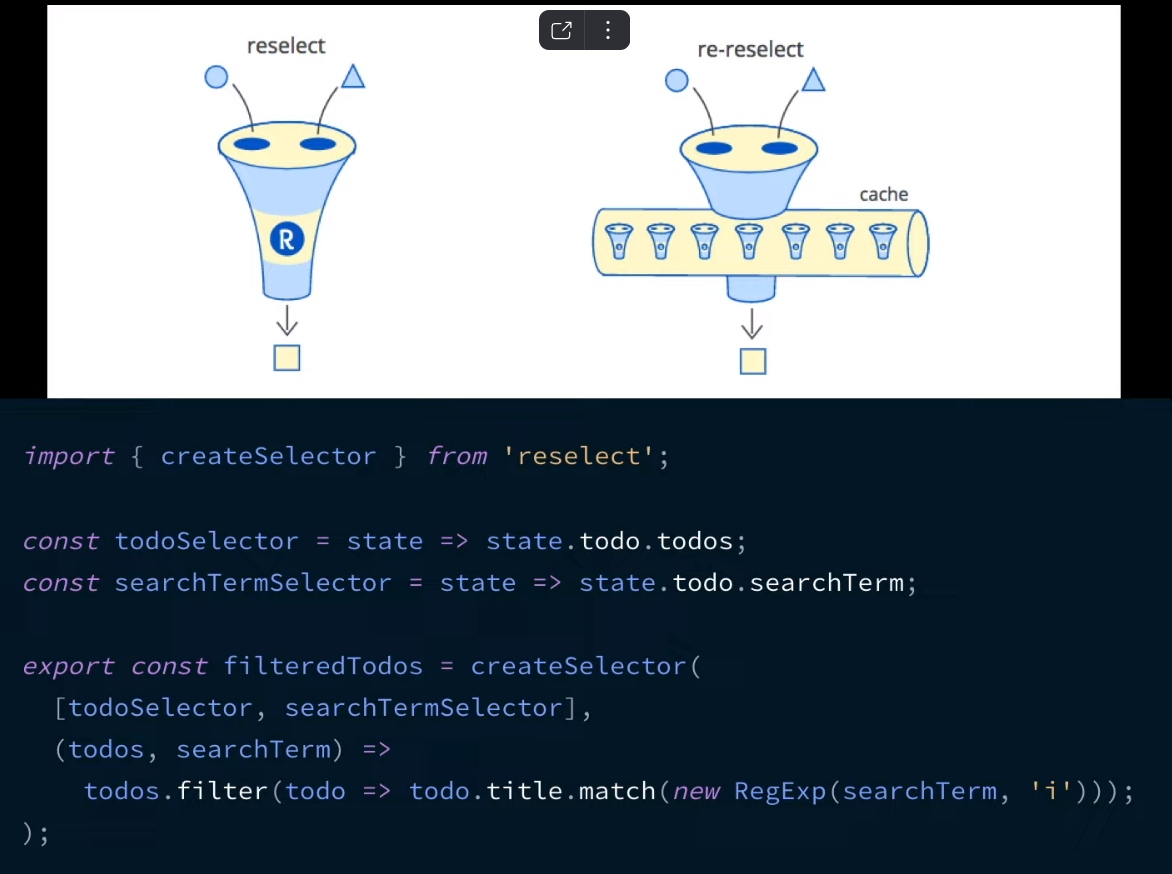 reselect
re-reselect
cache
R
import { createSelector } from 'reselect';
const todoSelector = state => state.todo.todos;
const searchTermSelector = state => state.todo.searchTerm;
export const filteredTodos = createSelector(
  [todoSelector, searchTermSelector],
  (todos, searchTerm) =>
    todos.filter(todo => todo.title.match(new RegExp(searchTerm, 'i')));
);